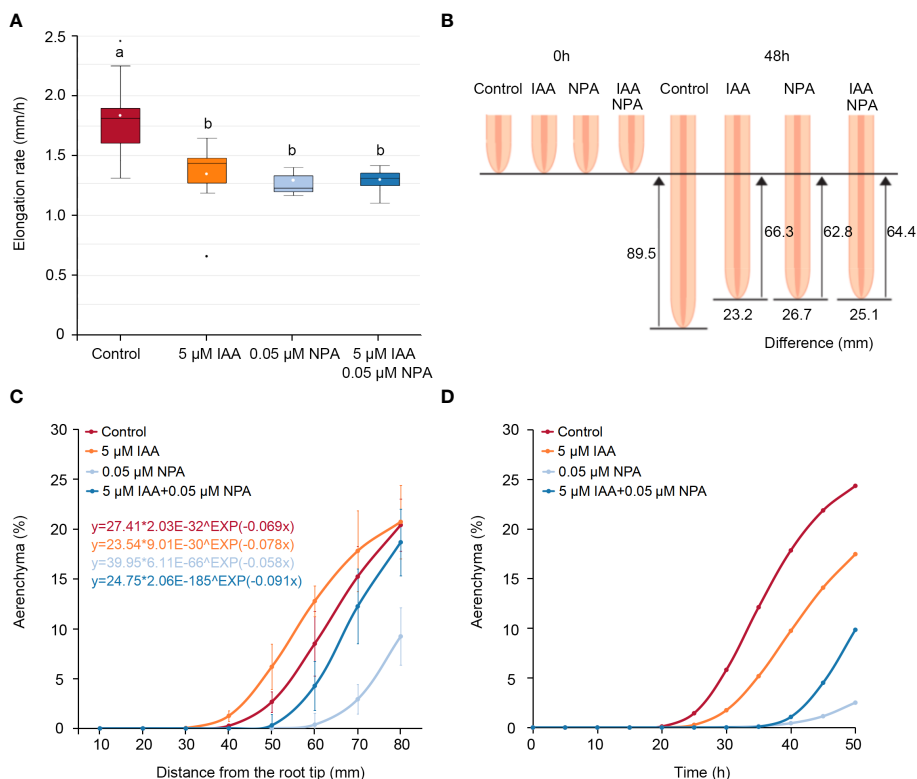 A
Elongation rate (mm/h)
2.5
2.0
1.5
1.0
0.5
0
a
b
b
b
Control
5 µM IAA
0.05 µM NPA
5 µM IAA
0.05 µM NPA
B
0h
48h
Control
IAA
NPA
IAA
NPA
Control
IAA
NPA
IAA
NPA
89.5
66.3
62.8
64.4
23.2
26.7
25.1
Difference (mm)
C
Aerenchyma (%)
30
25
20
15
10
5
0
Control
5 µM IAA
0.05 µM NPA
5 µM IAA+0.05 µM NPA
y=27.41*2.03E-32^EXP(-0.069x)
y=23.54*9.01E-30^EXP(-0.078x)
y=39.95*6.11E-66^EXP(-0.058x)
y=24.75*2.06E-185^EXP(-0.091x)
10 20 30 40 50 60 70 80
Distance from the root tip (mm)
D
Aerenchyma (%)
30
25
20
15
10
5
0
Control
5 µM IAA
0.05 µM NPA
5 µM IAA+0.05 µM NPA
0 10 20 30 40 50
Time (h)